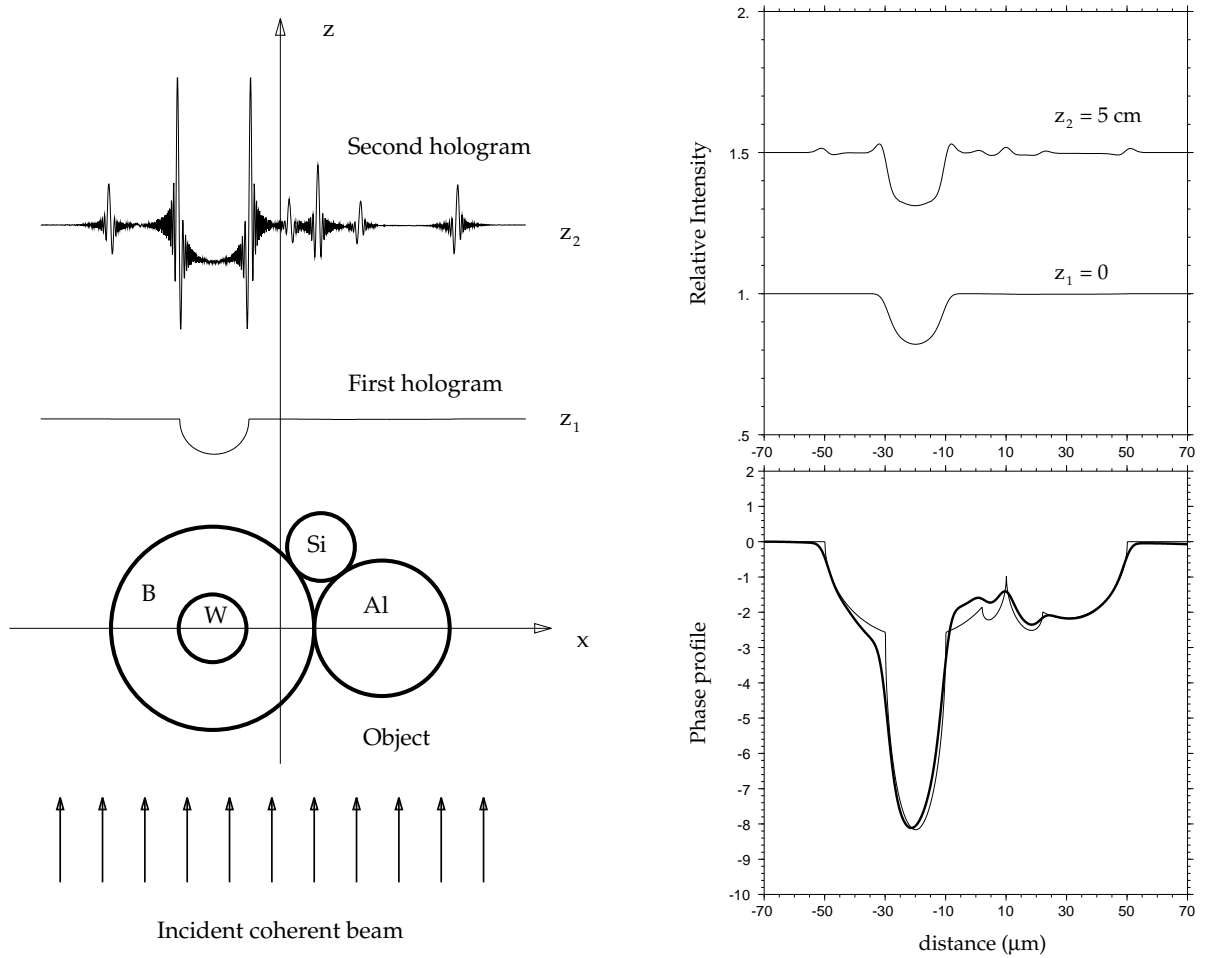 z
Second hologram
z2
First hologram
z1
Si
B
W
Al
x
Object
Incident coherent beam
2.
1.5
1.
.5
Relative Intensity
z2 = 5 cm
z1 = 0
-70 -50 -30 -10 10 30 50 70
2
1
0
-1
-2
-3
-4
-5
-6
-7
-8
-9
-10
Phase profile
-70 -50 -30 -10 10 30 50 70
distance (μm)